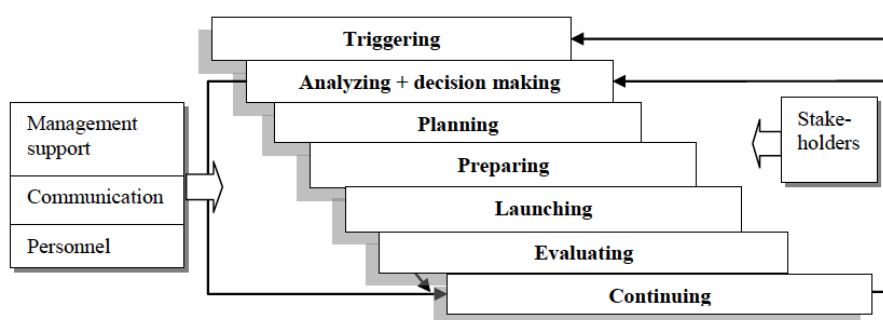 Triggering
Analyzing + decision making
Planning
Preparing
Launching
Evaluating
Continuing
Management
support
Communication
Personnel
Stake-
holders